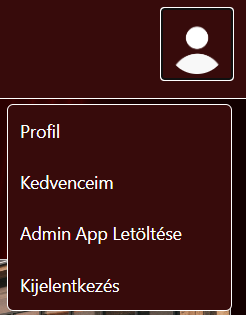 Profil
Kedvenceim
Admin App Letöltése
Kijelentkezés